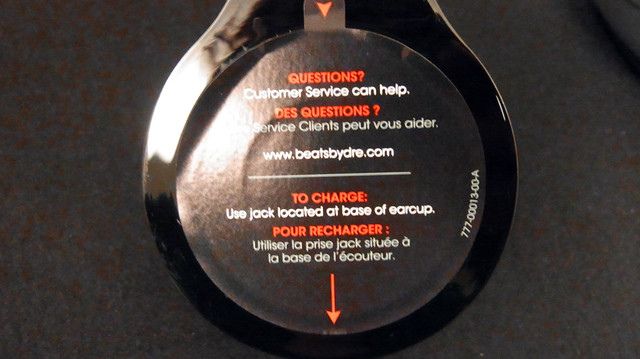 QUESTIONS?
Customer Service can help.
DES QUESTIONS ?
Service Clients peut vous aider.
www.beatsbydre.com
TO CHARGE:
Use jack located at base of earcup.
POUR RECHARGER :
Utiliser la prise jack située à
la base de l'écouteur.
777-00013-00-A